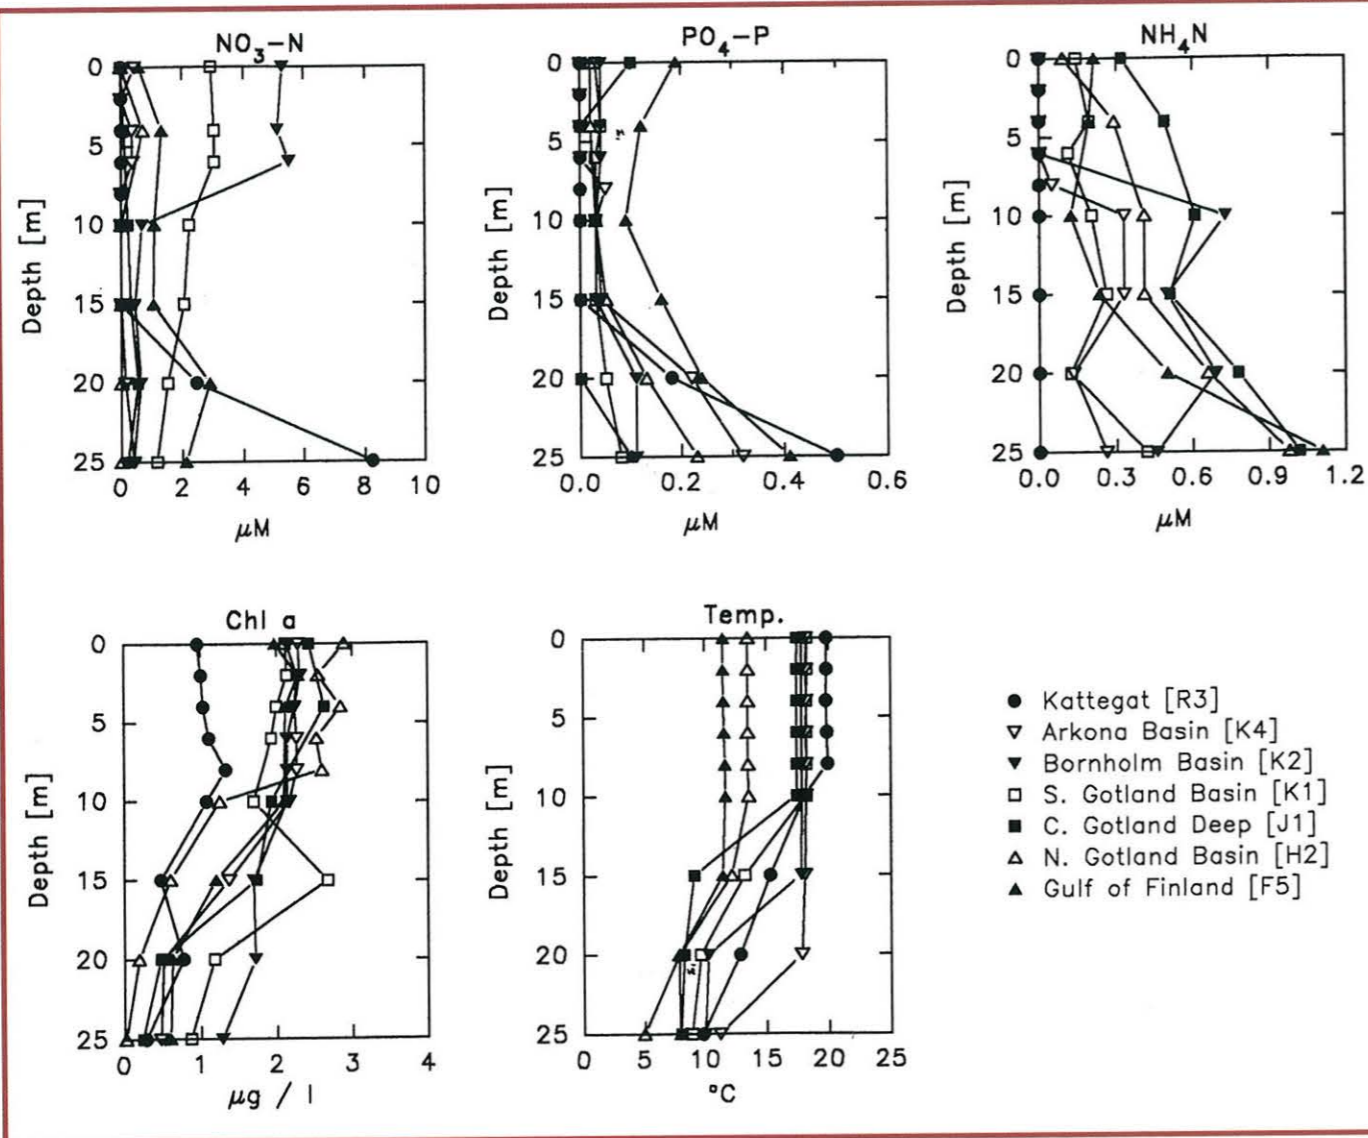 NO3-N
0
5
10
15
20
25
Depth [m]
0 2 4 6 8 10
μM
PO4-P
0
5
10
15
20
25
Depth [m]
0.0 0.2 0.4 0.6
μM
NH4N
0
5
10
15
20
25
Depth [m]
0.0 0.3 0.6 0.9 1.2
μM
Chl a
0
5
10
15
20
25
Depth [m]
0 1 2 3 4
μg / l
Temp.
0
5
10
15
20
25
Depth [m]
0 5 10 15 20 25
°C
Kattegat [R3]
Arkona Basin [K4]
Bornholm Basin [K2]
S. Gotland Basin [K1]
C. Gotland Deep [J1]
N. Gotland Basin [H2]
Gulf of Finland [F5]